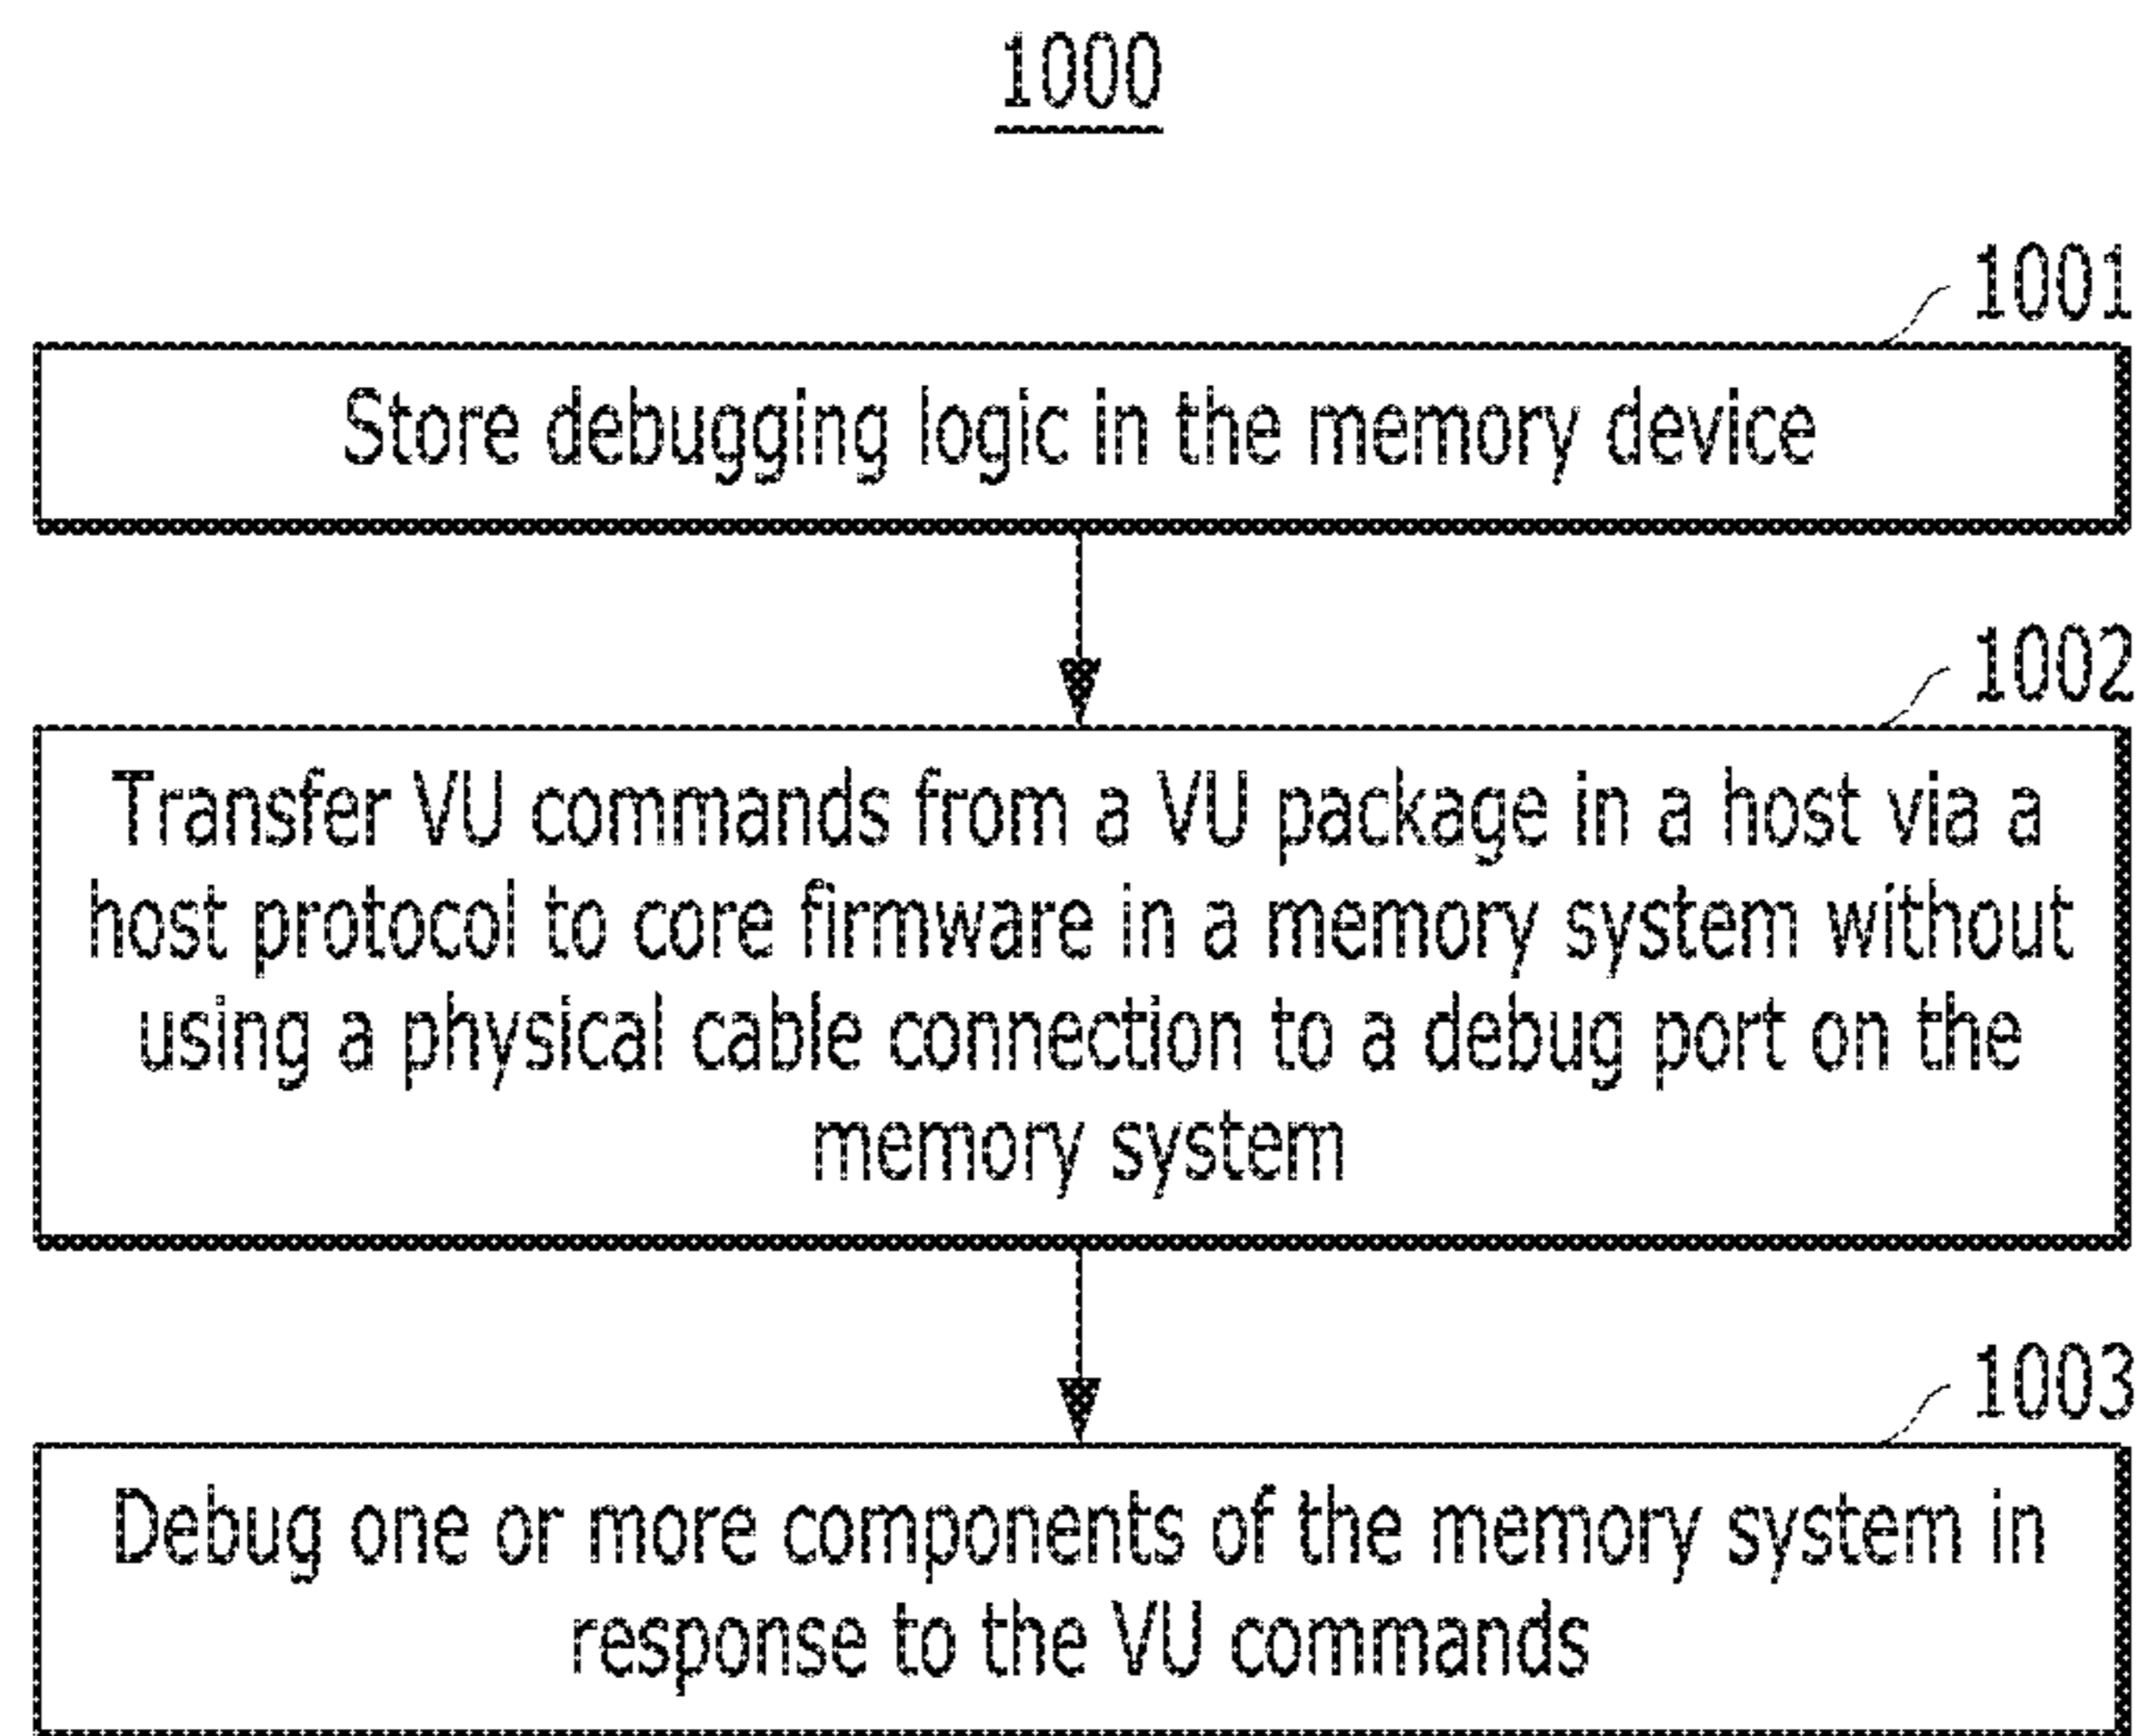 1000
1001
Store debugging logic in the memory device
1002
Transfer VU commands from a VU package in a host via a
host protocol to core firmware in a memory system without
using a physical cable connection to a debug port on the
memory system
1003
Debug one or more components of the memory system in
response to the VU commands